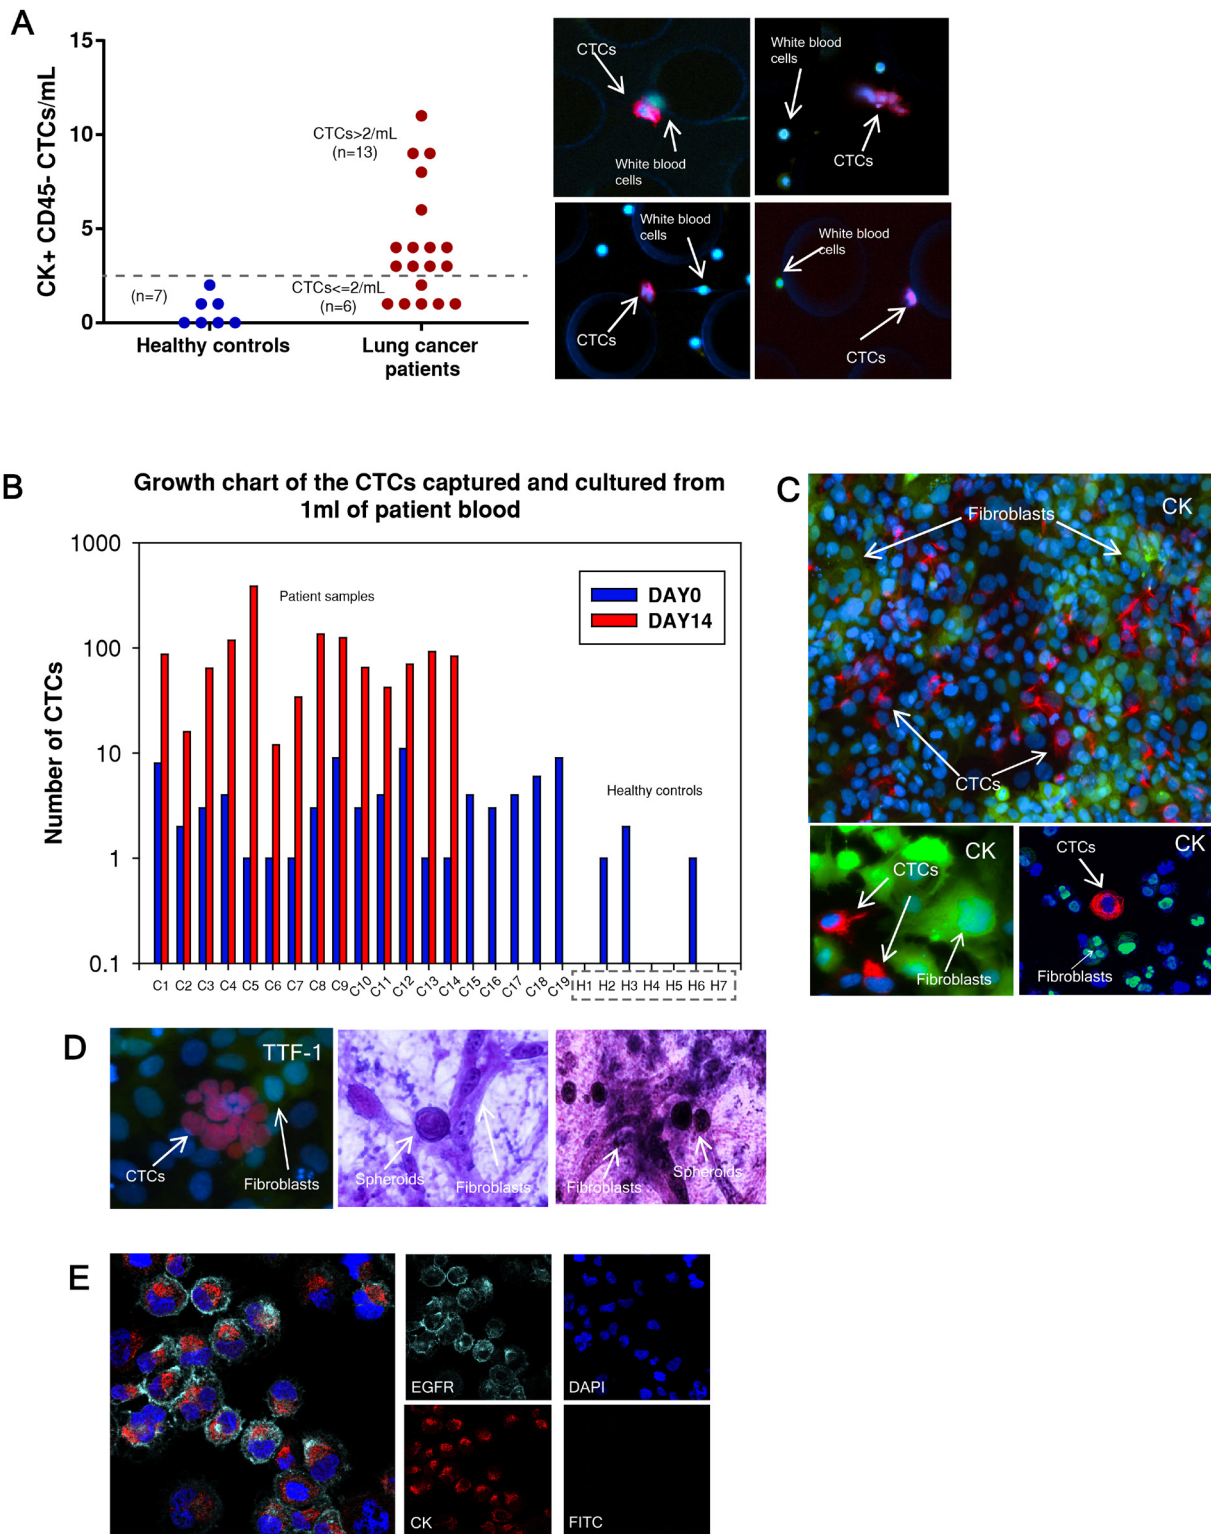 A
CK+ CD45- CTCs/mL
15
10
5
0
CTCs>2/mL
(n=13)
(n=7)
CTCs<=2/mL
(n=6)
Healthy controls
Lung cancer
patients
CTCs
White blood
cells
White blood
cells
CTCs
White blood
cells
CTCs
White blood
cells
CTCs
B
Growth chart of the CTCs captured and cultured from
1ml of patient blood
Number of CTCs
1000
100
10
1
0.1
Patient samples
DAY0
DAY14
Healthy controls
C1 C2 C3 C4 C5 C6 C7 C8 C9 C10 C11 C12 C13 C14 C15 C16 C17 C18 C19 H1 H2 H3 H4 H5 H6 H7
C
CK
Fibroblasts
CTCs
CK
CTCs
Fibroblasts
CK
CTCs
Fibroblasts
D
TTF-1
CTCs
Fibroblasts
Spheroids
Fibroblasts
Fibroblasts
Spheroids
E
EGFR
DAPI
CK
FITC